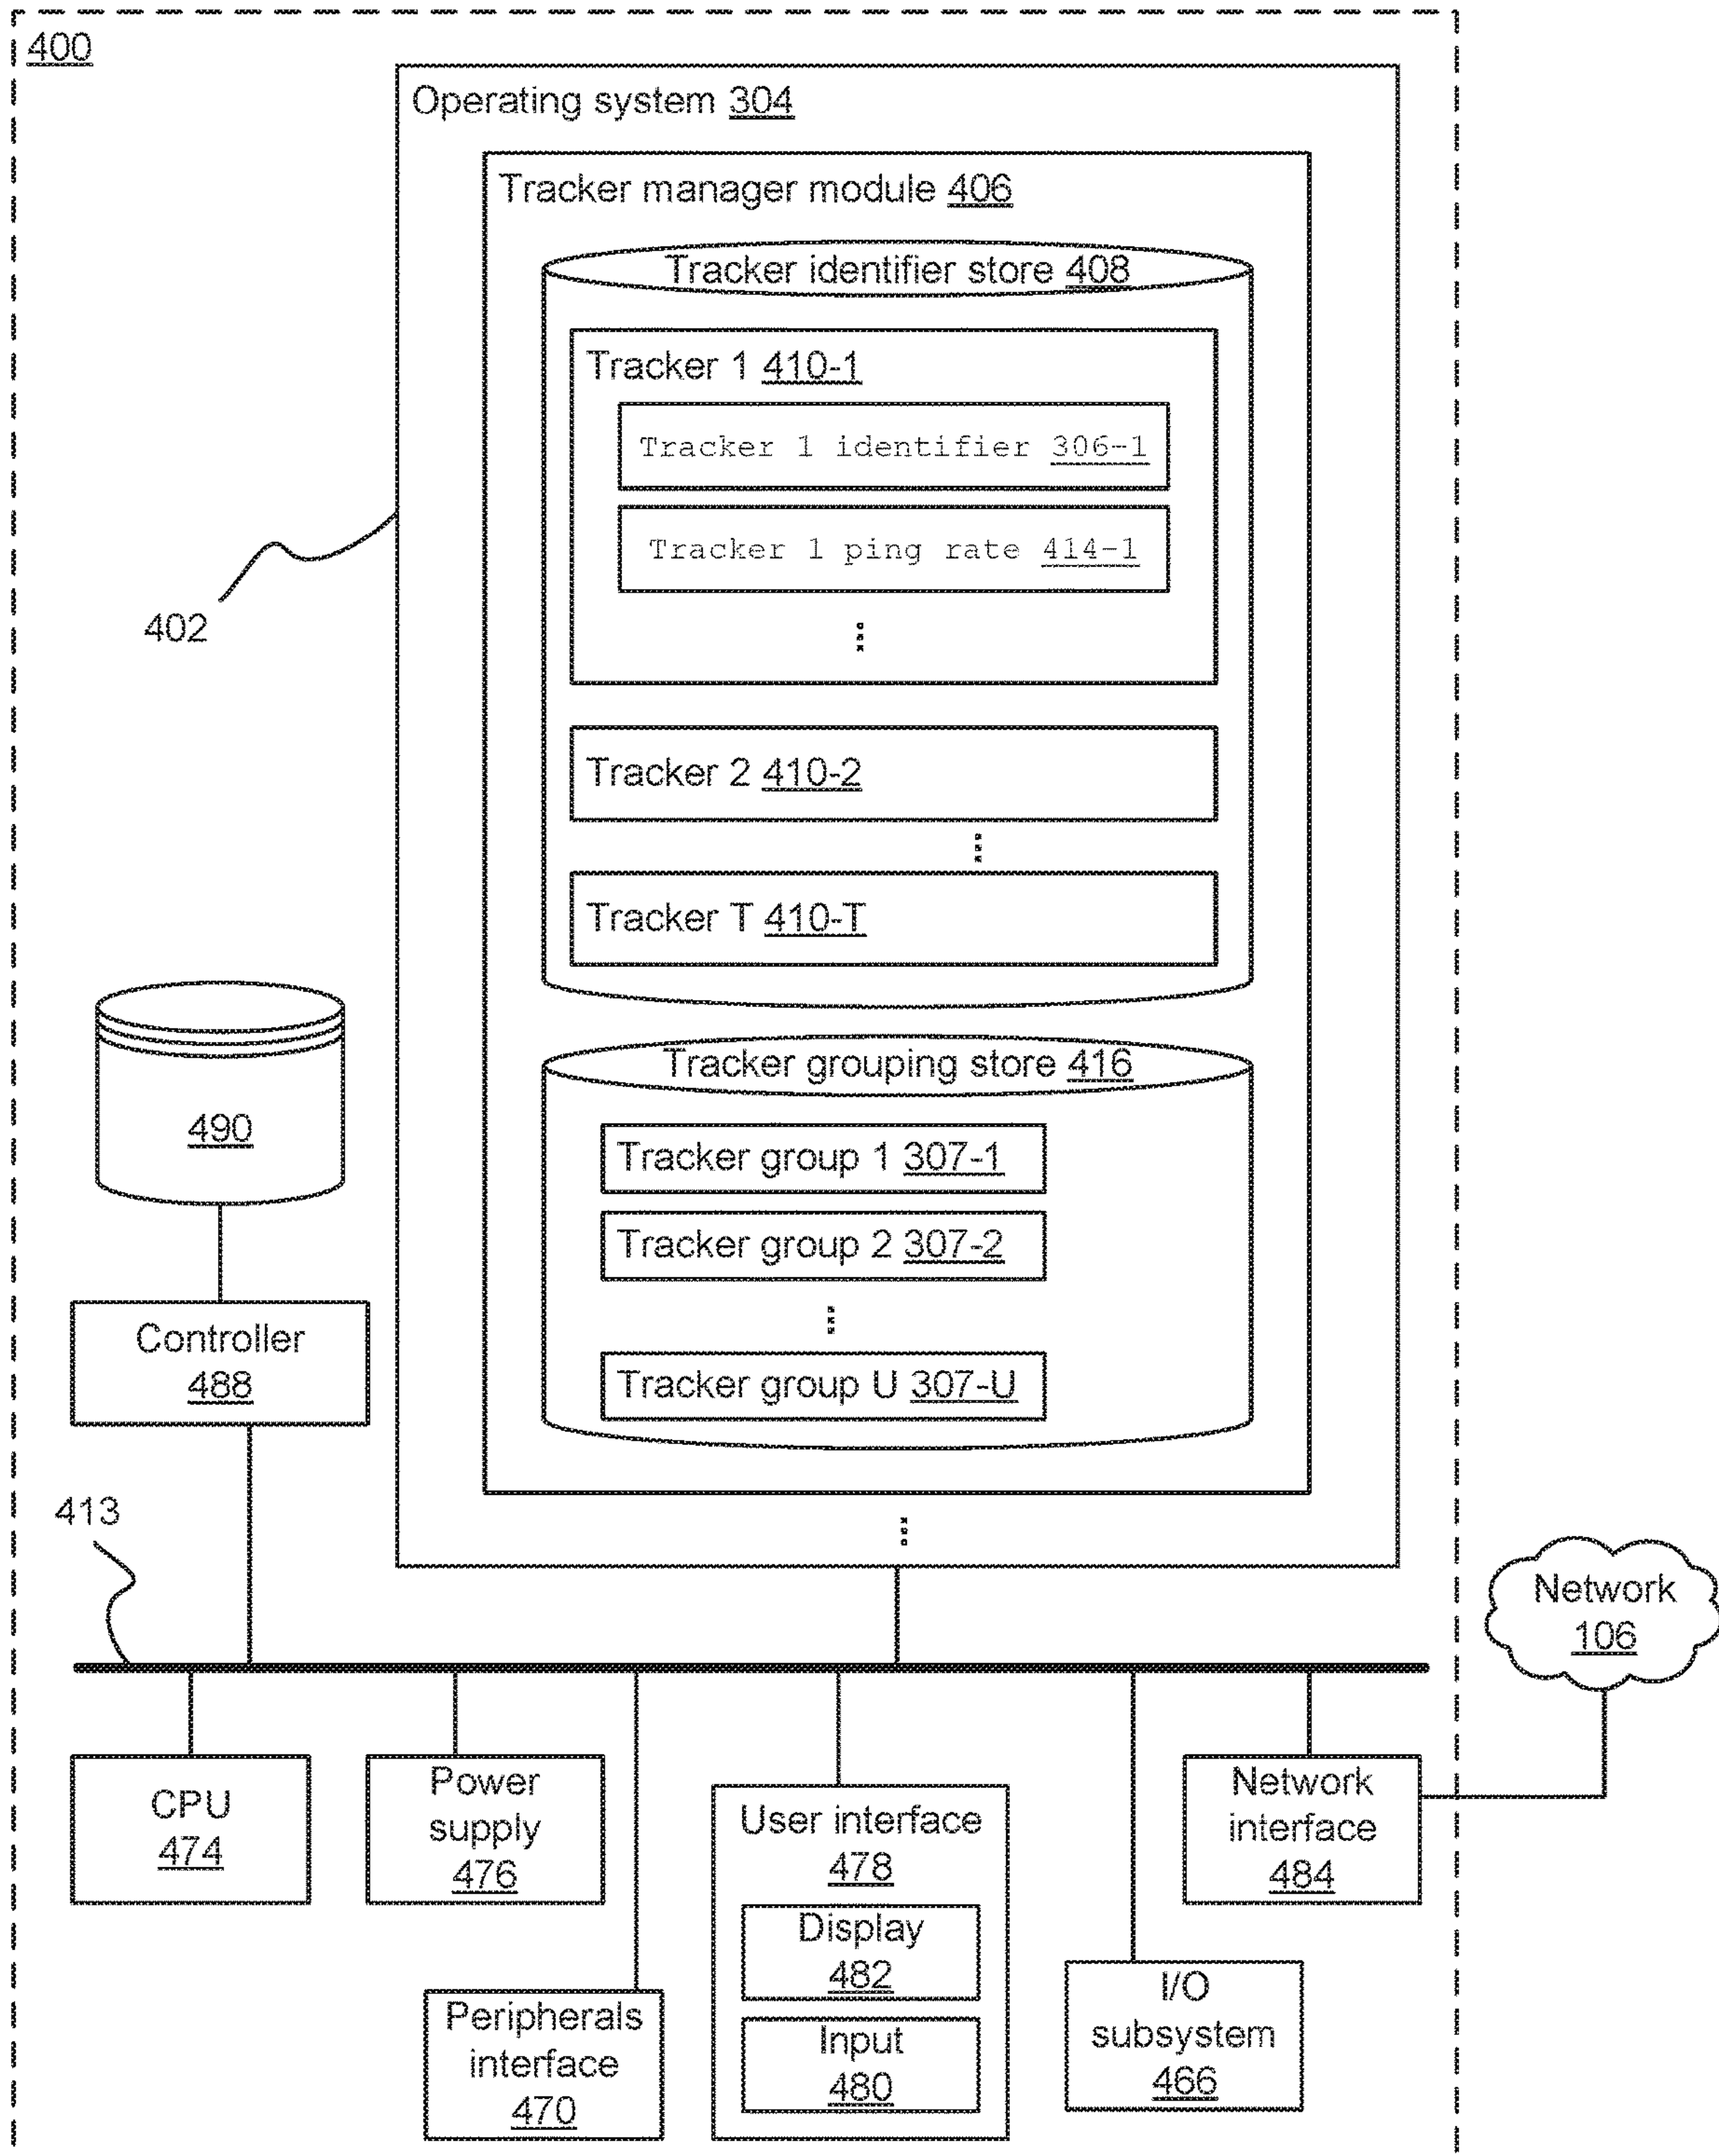 400
Operating system 304
Tracker manager module 406
Tracker identifier store 408
Tracker 1 410-1
Tracker 1 identifier 306-1
Tracker 1 ping rate 414-1
402
Tracker 2 410-2
Tracker T 410-T
Tracker grouping store 416
490
Tracker group 1 307-1
Tracker group 2 307-2
Controller
488
Tracker group U 307-U
413
Network
106
CPU
474
Power
supply
476
User interface
478
Display
482
Input
480
Network
interface
484
Peripherals
interface
470
I/O
subsystem
466